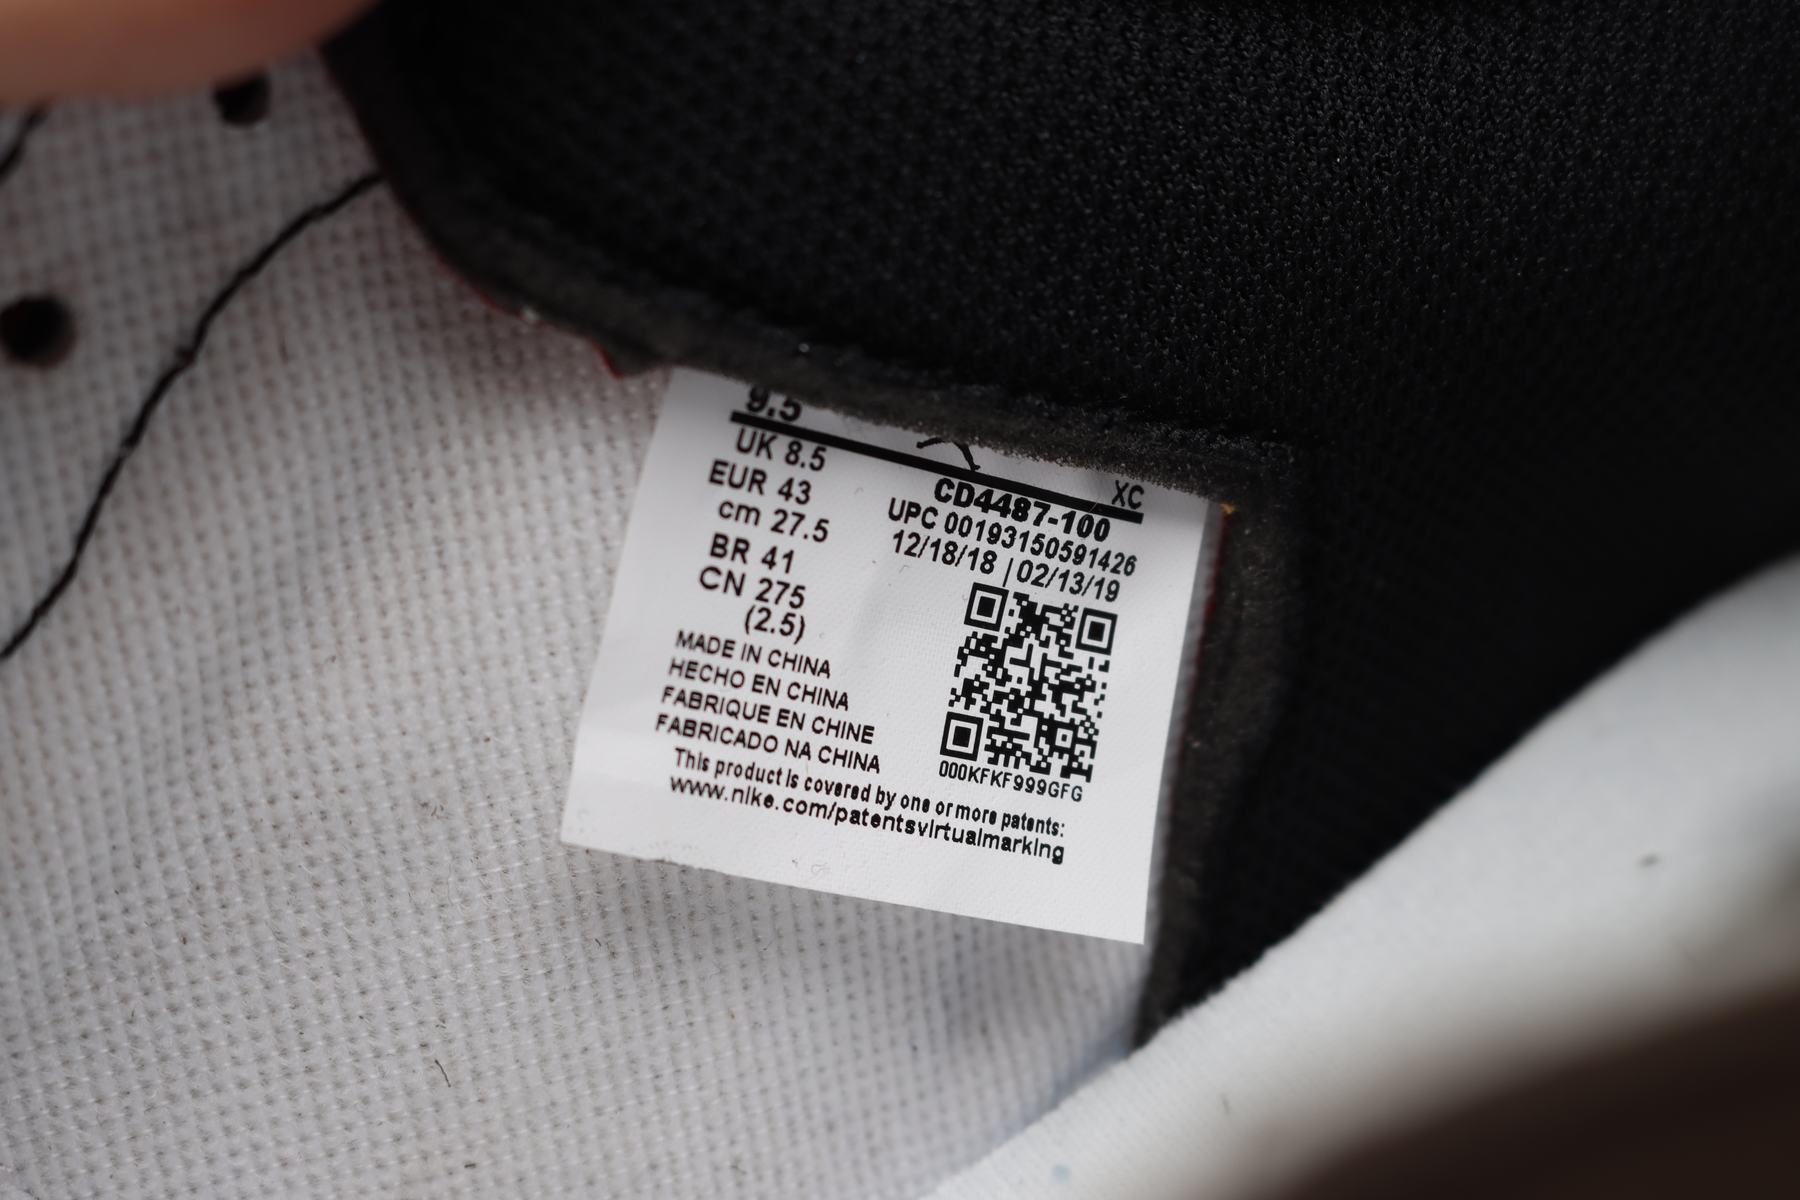 9.5
UK 8.5
EUR 43
cm 27.5
BR 41
CN 275
(2.5)
XC
CD4487-100
UPC 00193150591426
12/18/18 | 02/13/19
000KFKF999GFG
MADE IN CHINA
HECHO EN CHINA
FABRIQUE EN CHINE
FABRICADO NA CHINA
This product is covered by one or more patents:
www.nike.com/patentsvirtualmarking